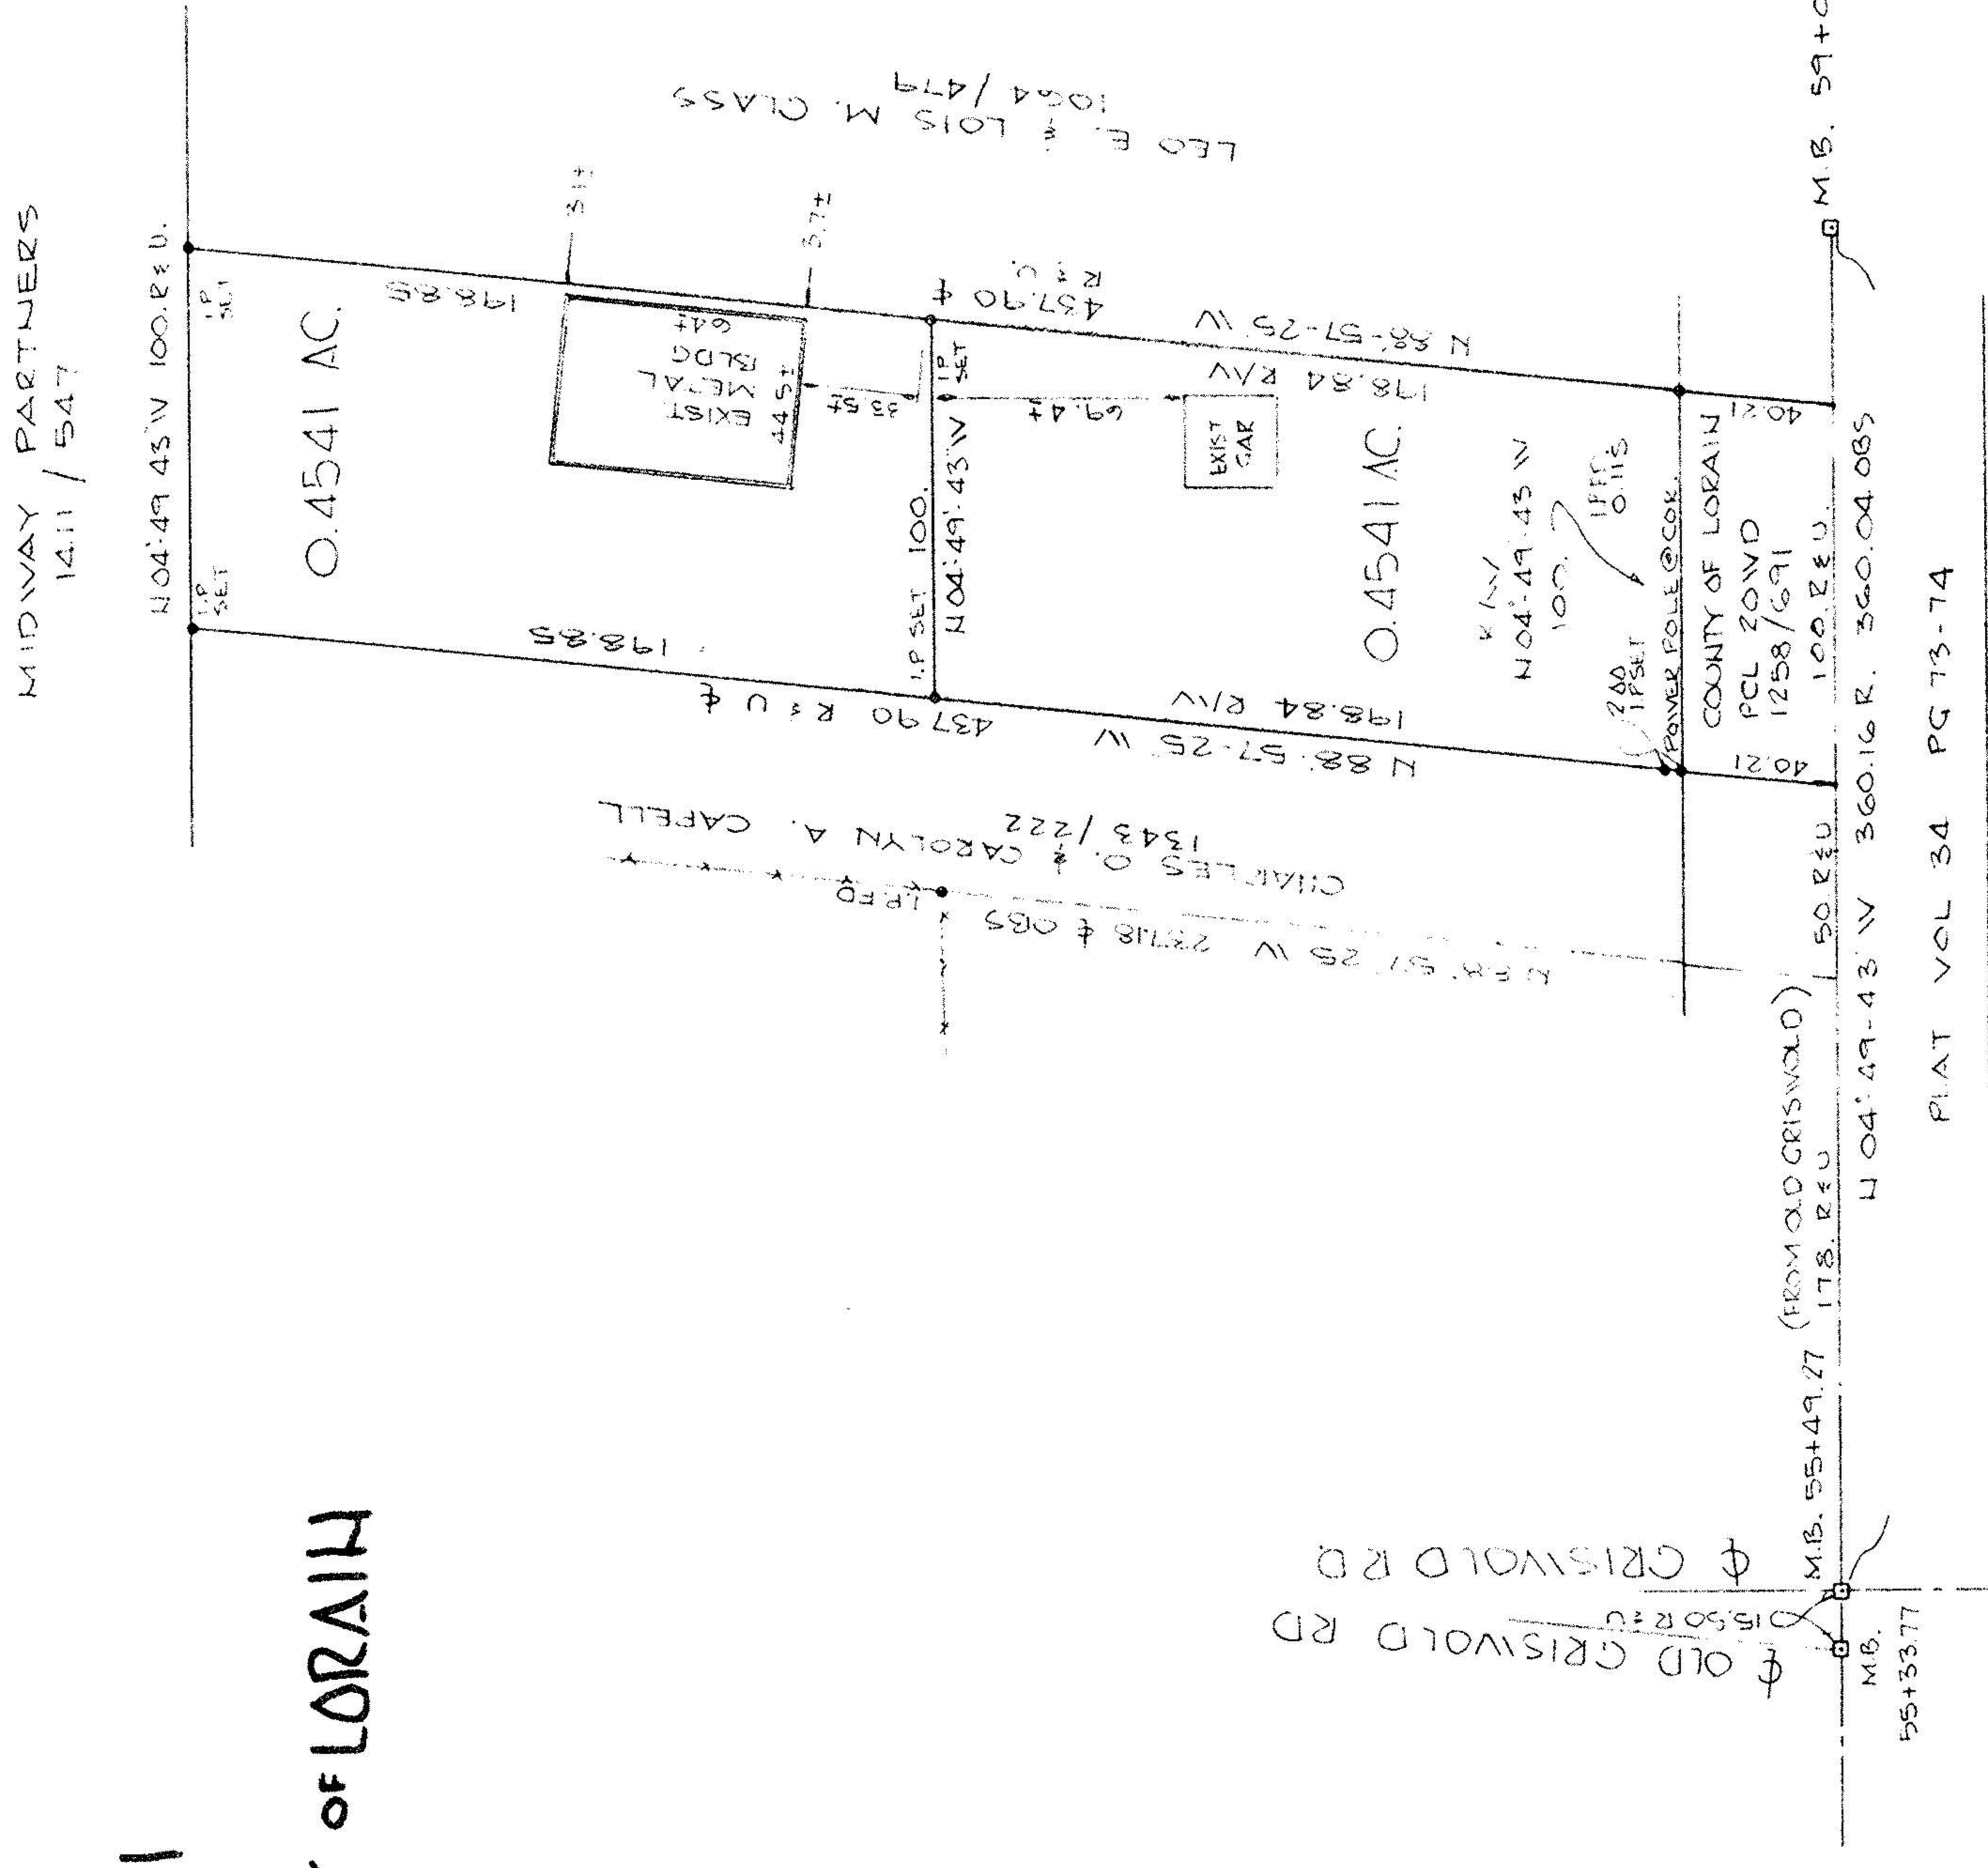 MIDWAY PARTNERS
1411 / 547
N 04°-49 43 W 100. R & U.
I.P.
SET
I.P.
SET
0.4541 AC.
198.85
198.85
LEO E. & LOIS M. CLASS
1064 / 479
3.1±
3.7±
EXIST
METAL
BLDG
64±
44.5±
33.5±
437.90 ₵
R & U.
N 88°-57-25 W
I.P. SET 100.
N 04°-49'-43 W
I.P.
SET
69.4±
EXIST
GAR
198.84 R/W
0.4541 AC.
437.90 R & U ₵
N 88°-57-25 W
198.84 R/W
R/W
N 04°-49-43 W
100.
0.11S
2.00
I.P SET
POWER POLE @ COR.
COUNTY OF LORAIN
PCL 20WD
1258/691
100. R & U.
40.21
40.21
CHARLES O. & CAROLYN A. CAPELL
1343 / 222
I.P. FD
N 88° 57' 25 W 237.18 ₵ OBS
50. R & U
M.B. 59+0
M.B. 55+49.27 (FROM OLD GRISWOLD)
178. R & U
N 04°-49-43 W 360.16 R. 360.04 OBS
PLAT VOL 34 PG 73-74
₵ GRISWOLD RD
15.50 R & U
₵ OLD GRISWOLD RD
M.B.
55+33.77
OF LORAIN